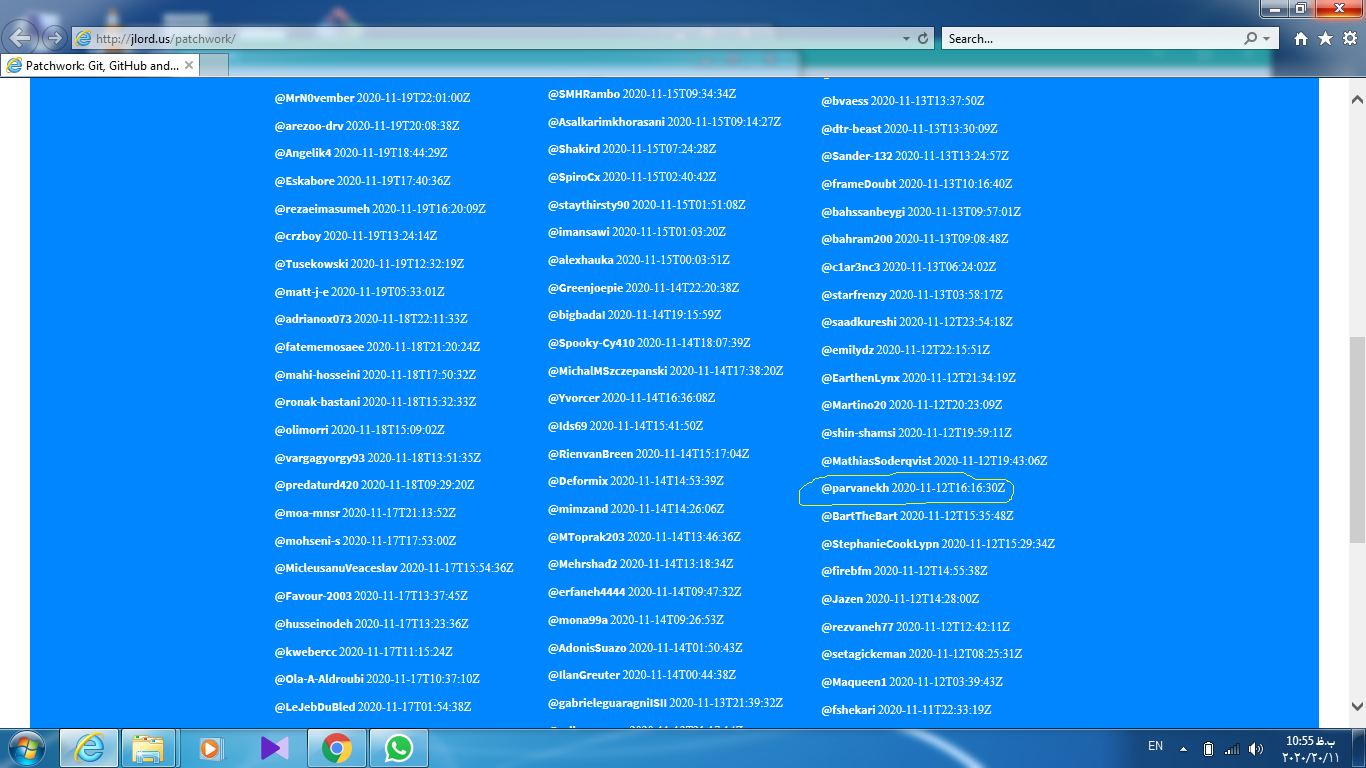 http://jlord.us/patchwork/
Search...
Patchwork: Git, GitHub and...
@MrN0vember 2020-11-19T22:01:00Z
@arezoo-drv 2020-11-19T20:08:38Z
@Angelik4 2020-11-19T18:44:29Z
@Eskabore 2020-11-19T17:40:36Z
@rezaeimasumeh 2020-11-19T16:20:09Z
@crzboy 2020-11-19T13:24:14Z
@Tusekowski 2020-11-19T12:32:19Z
@matt-j-e 2020-11-19T05:33:01Z
@adrianox073 2020-11-18T22:11:33Z
@fatememosaee 2020-11-18T21:20:24Z
@mahi-hosseini 2020-11-18T17:50:32Z
@ronak-bastani 2020-11-18T15:32:33Z
@olimorri 2020-11-18T15:09:02Z
@vargagyorgy93 2020-11-18T13:51:35Z
@predaturd420 2020-11-18T09:29:20Z
@moa-mnsr 2020-11-17T21:13:52Z
@mohseni-s 2020-11-17T17:53:00Z
@MicleusanuVeaceslav 2020-11-17T15:54:36Z
@Favour-2003 2020-11-17T13:37:45Z
@husseinodeh 2020-11-17T13:23:36Z
@kwebercc 2020-11-17T11:15:24Z
@Ola-A-Aldroubi 2020-11-17T10:37:10Z
@LeJebDuBled 2020-11-17T01:54:38Z
@SMHRambo 2020-11-15T09:34:34Z
@Asalkarimkhorasani 2020-11-15T09:14:27Z
@Shakird 2020-11-15T07:24:28Z
@SpiroCx 2020-11-15T02:40:42Z
@staythirsty90 2020-11-15T01:51:08Z
@imansawi 2020-11-15T01:03:20Z
@alexhauka 2020-11-15T00:03:51Z
@Greenjoepie 2020-11-14T22:20:38Z
@bigbadaI 2020-11-14T19:15:59Z
@Spooky-Cy410 2020-11-14T18:07:39Z
@MichalMSzczepanski 2020-11-14T17:38:20Z
@Yvorcer 2020-11-14T16:36:08Z
@Ids69 2020-11-14T15:41:50Z
@RienvanBreen 2020-11-14T15:17:04Z
@Deformix 2020-11-14T14:53:39Z
@mimzand 2020-11-14T14:26:06Z
@MToprak203 2020-11-14T13:46:36Z
@Mehrshad2 2020-11-14T13:18:34Z
@erfaneh4444 2020-11-14T09:47:32Z
@mona99a 2020-11-14T09:26:53Z
@AdonisSuazo 2020-11-14T01:50:43Z
@IlanGreuter 2020-11-14T00:44:38Z
@gabrieleguaragniISII 2020-11-13T21:39:32Z
@bvaess 2020-11-13T13:37:50Z
@dtr-beast 2020-11-13T13:30:09Z
@Sander-132 2020-11-13T13:24:57Z
@frameDoubt 2020-11-13T10:16:40Z
@bahssanbeygi 2020-11-13T09:57:01Z
@bahram200 2020-11-13T09:08:48Z
@c1ar3nc3 2020-11-13T06:24:02Z
@starfrenzy 2020-11-13T03:58:17Z
@saadkureshi 2020-11-12T23:54:18Z
@emilydz 2020-11-12T22:15:51Z
@EarthenLynx 2020-11-12T21:34:19Z
@Martino20 2020-11-12T20:23:09Z
@shin-shamsi 2020-11-12T19:59:11Z
@MathiasSoderqvist 2020-11-12T19:43:06Z
@parvanekh 2020-11-12T16:16:30Z
@BartTheBart 2020-11-12T15:35:48Z
@StephanieCookLypn 2020-11-12T15:29:34Z
@firebfm 2020-11-12T14:55:38Z
@Jazen 2020-11-12T14:28:00Z
@rezvaneh77 2020-11-12T12:42:11Z
@setagickeman 2020-11-12T08:25:31Z
@Maqueen1 2020-11-12T03:39:43Z
@fshekari 2020-11-11T22:33:19Z
EN
10:55 ب.ظ
۲۰۲۰/۲۰/۱۱